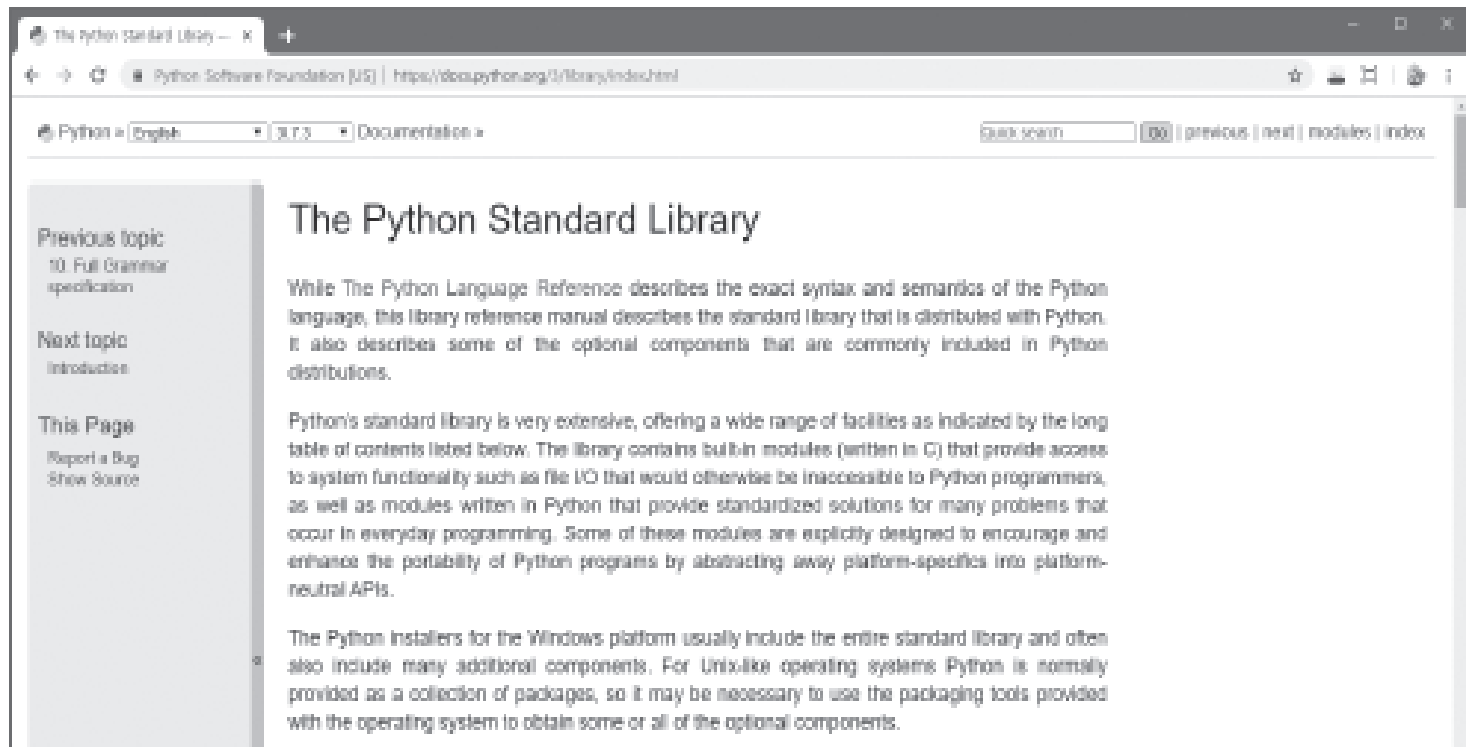 The Python Standard Library —
Python Software Foundation [US] | https://docs.python.org/3/library/index.html
Python » English 3.7.3 Documentation »
Quick search Go | previous | next | modules | index
Previous topic
10. Full Grammar
specification
Next topic
Introduction
This Page
Report a Bug
Show Source
The Python Standard Library
While The Python Language Reference describes the exact syntax and semantics of the Python
language, this library reference manual describes the standard library that is distributed with Python.
It also describes some of the optional components that are commonly included in Python
distributions.
Python's standard library is very extensive, offering a wide range of facilities as indicated by the long
table of contents listed below. The library contains built-in modules (written in C) that provide access
to system functionality such as file I/O that would otherwise be inaccessible to Python programmers,
as well as modules written in Python that provide standardized solutions for many problems that
occur in everyday programming. Some of these modules are explicitly designed to encourage and
enhance the portability of Python programs by abstracting away platform-specifics into platform-
neutral APIs.
The Python installers for the Windows platform usually include the entire standard library and often
also include many additional components. For Unix-like operating systems Python is normally
provided as a collection of packages, so it may be necessary to use the packaging tools provided
with the operating system to obtain some or all of the optional components.